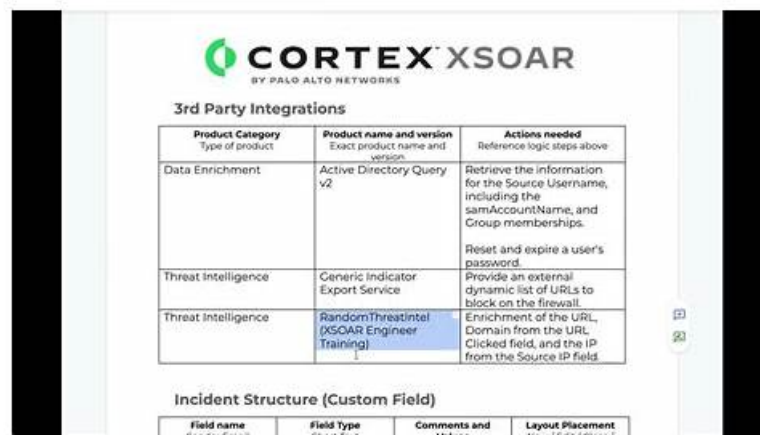 CORTEX XSOAR
BY PALO ALTO NETWORKS
3rd Party Integrations
Product Category
Type of product
Product name and version
Exact product name and
version
Actions needed
Reference logic steps above
Data Enrichment
Active Directory Query
v2
Retrieve the information
for the Source Username,
including the
samAccountName, and
Group memberships.
Reset and expire a user's
password.
Threat Intelligence
Generic Indicator
Export Service
Provide an external
dynamic list of URLs to
block on the firewall.
Threat Intelligence
RandomThreatIntel
(XSOAR Engineer
Training)
Enrichment of the URL,
Domain from the URL
Clicked field, and the IP
from the Source IP field.
Incident Structure (Custom Field)
Field name
Field Type
Comments and
Layout Placement